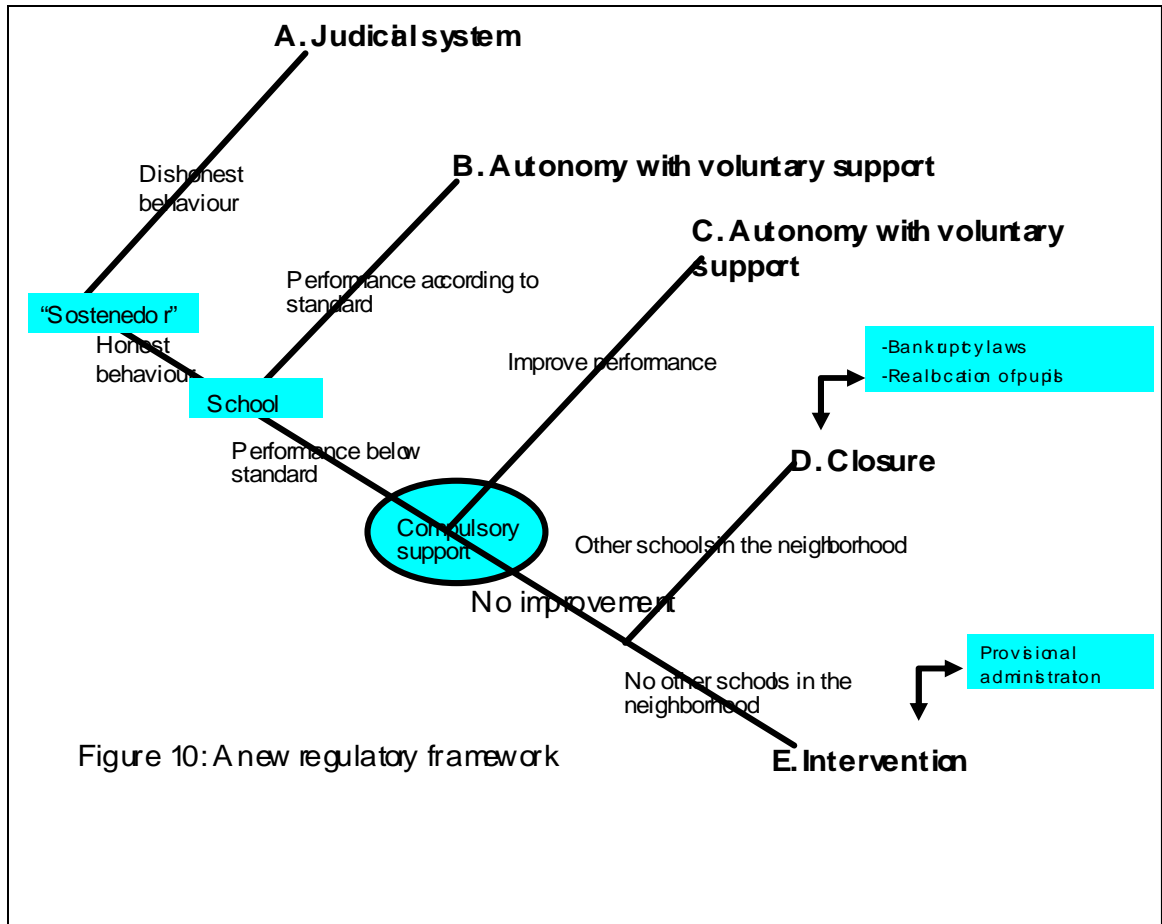 A. Judicial system
Dishonest
behaviour
B. Autonomy with voluntary support
C. Autonomy with voluntary
support
Performance according to
standard
"Sostenedor"
Honest
behaviour
-Bankruptcy laws
-Reallocation of pupils
Improve performance
School
Performance below
standard
D. Closure
Compulsory
support
Other schools in the neighborhood
No improvement
Provisional
administration
No other schools in the
neighborhood
Figure 10: A new regulatory framework
E. Intervention